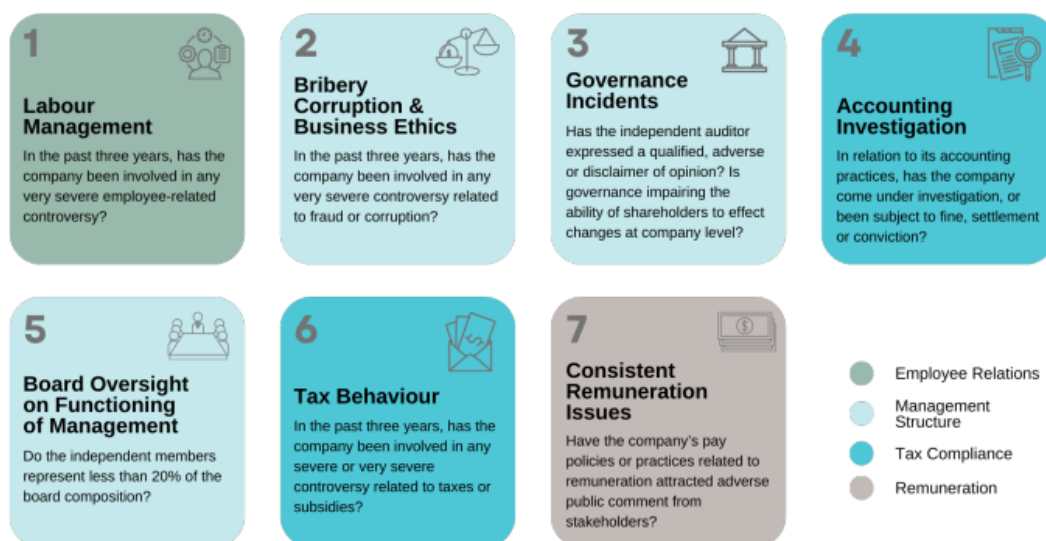 1
Labour
Management
In the past three years, has the
company been involved in any
very severe employee-related
controversy?
2
Bribery
Corruption &
Business Ethics
In the past three years, has the
company been involved in any
very severe controversy related
to fraud or corruption?
3
Governance
Incidents
Has the independent auditor
expressed a qualified, adverse
or disclaimer of opinion? Is
governance impairing the
ability of shareholders to effect
changes at company level?
4
Accounting
Investigation
In relation to its accounting
practices, has the company
come under investigation, or
been subject to fine, settlement
or conviction?
5
Board Oversight
on Functioning
of Management
Do the independent members
represent less than 20% of the
board composition?
6
Tax Behaviour
In the past three years, has the
company been involved in any
severe or very severe
controversy related to taxes or
subsidies?
7
Consistent
Remuneration
Issues
Have the company's pay
policies or practices related to
remuneration attracted adverse
public comment from
stakeholders?
Employee Relations
Management
Structure
Tax Compliance
Remuneration